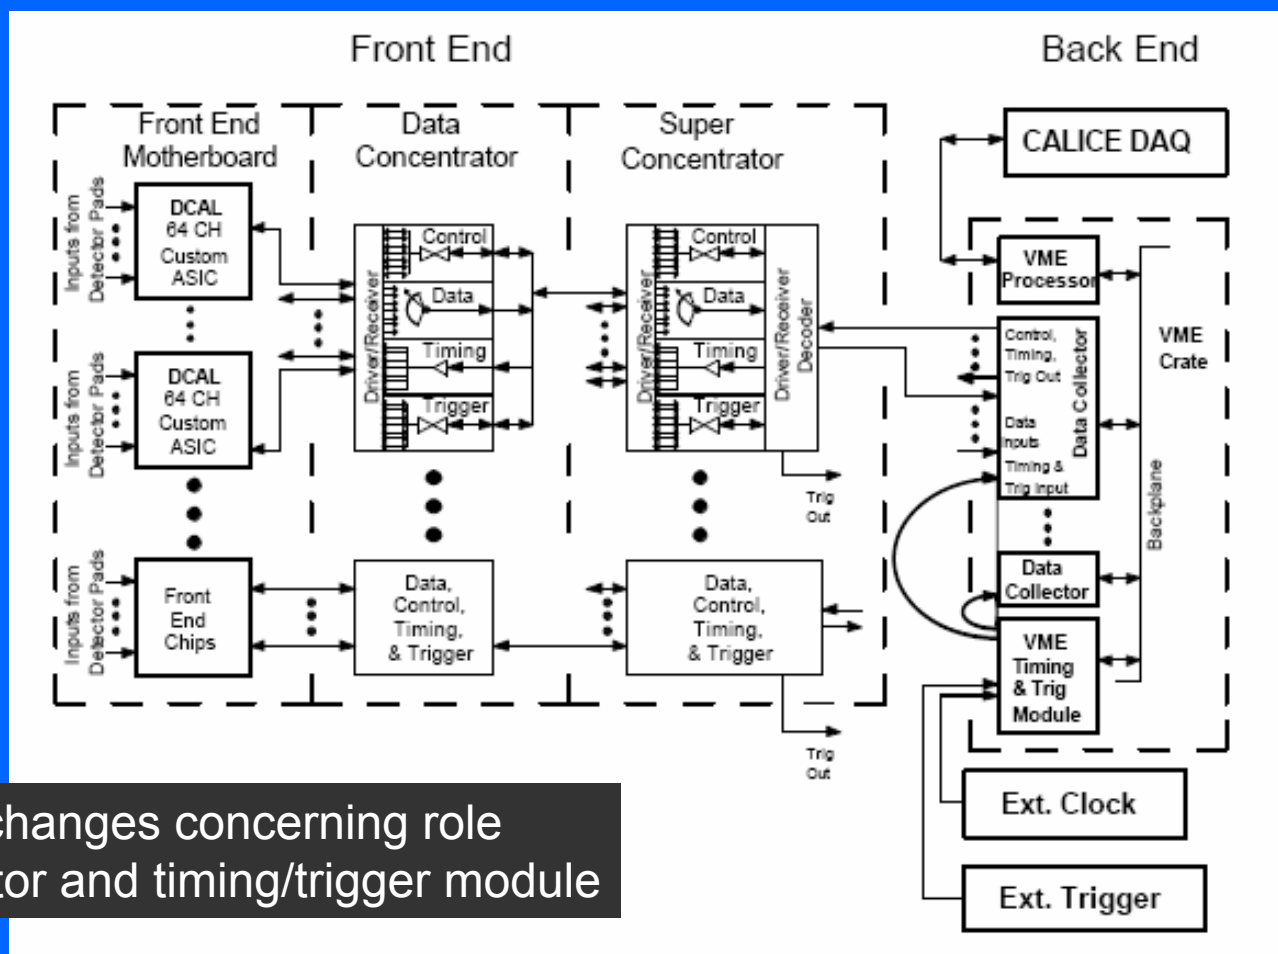 Front End
Back End
Front End
Motherboard
Data
Concentrator
Super
Concentrator
CALICE DAQ
Inputs from
Detector Pads
DCAL
64 CH
Custom
ASIC
Inputs from
Detector Pads
DCAL
64 CH
Custom
ASIC
Inputs from
Detector Pads
Front
End
Chips
Driver/Receiver
Control
Data
Timing
Trigger
Data,
Control,
Timing,
& Trigger
Driver/Receiver
Control
Data
Timing
Trigger
Driver/Receiver
Decoder
Trig
Out
Data,
Control,
Timing,
& Trigger
Trig
Out
VME
Processor
VME
Crate
Control,
Timing,
Trig Out
Data
Inputs
Timing &
Trig Input
Data Collector
Backplane
Data
Collector
VME
Timing
& Trig
Module
Ext. Clock
Ext. Trigger
changes concerning role
tor and timing/trigger module